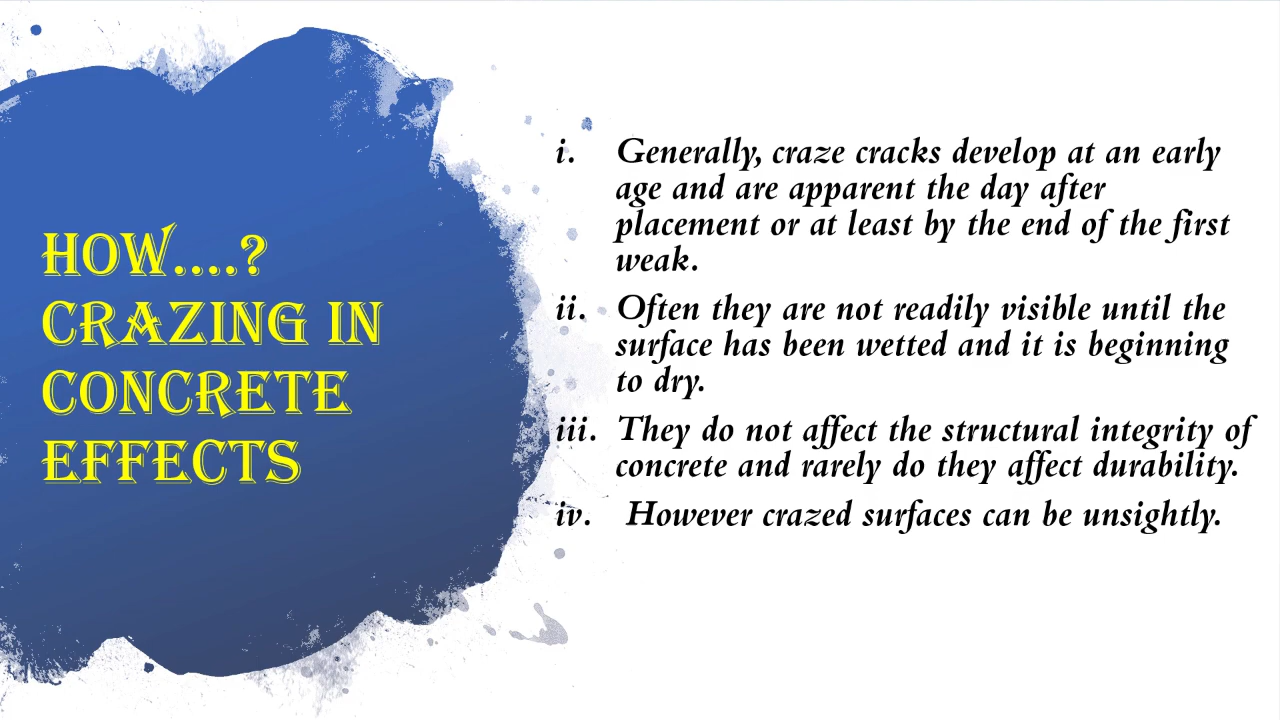 HOW....?
CRAZING IN
CONCRETE
EFFECTS
i. Generally, craze cracks develop at an early
age and are apparent the day after
placement or at least by the end of the first
weak.
ii. Often they are not readily visible until the
surface has been wetted and it is beginning
to dry.
iii. They do not affect the structural integrity of
concrete and rarely do they affect durability.
iv. However crazed surfaces can be unsightly.